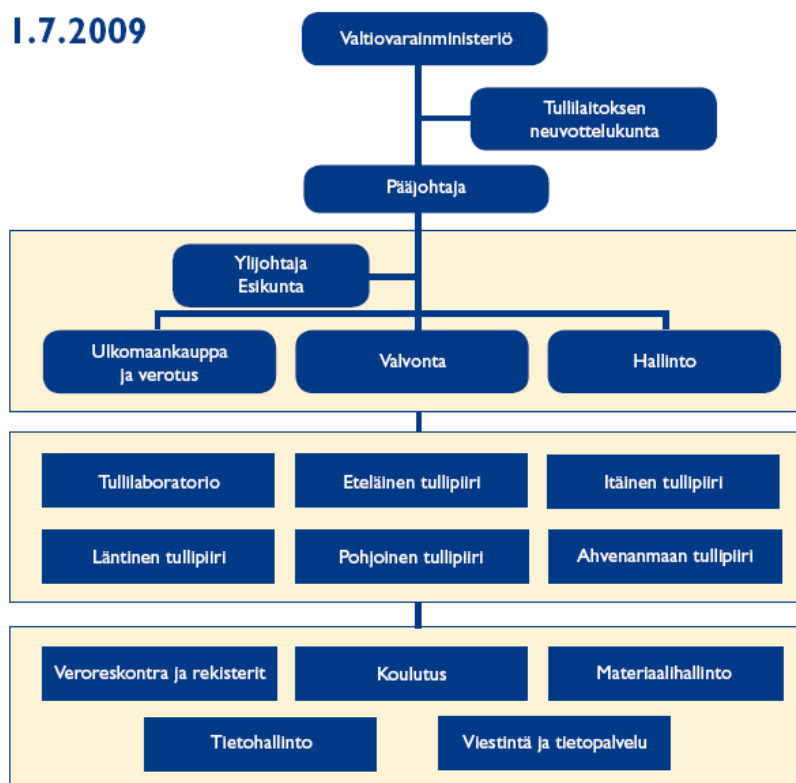 1.7.2009
Valtiovarainministeriö
Tullilaitoksen
neuvottelukunta
Pääjohtaja
Ylijohtaja
Esikunta
Ulkomaankauppa
ja verotus
Valvonta
Hallinto
Tullilaboratorio
Eteläinen tullipiiri
Itäinen tullipiiri
Läntinen tullipiiri
Pohjoinen tullipiiri
Ahvenanmaan tullipiiri
Veroreskontra ja rekisterit
Koulutus
Materiaalihallinto
Tietohallinto
Viestintä ja tietopalvelu